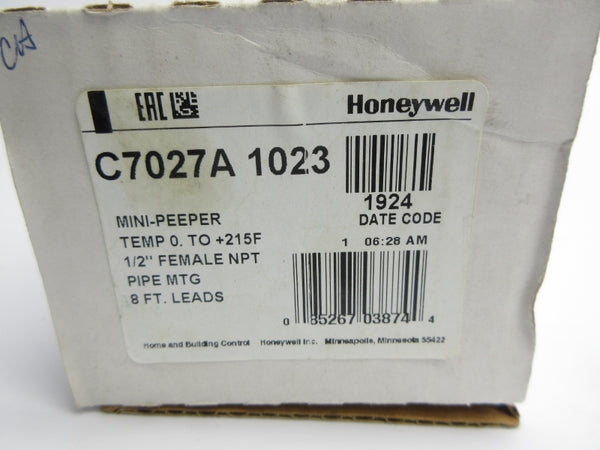 CWA
EAC
Honeywell
C7027A 1023
1924
DATE CODE
MINI-PEEPER
TEMP 0. TO +215F
1/2" FEMALE NPT
PIPE MTG
8 FT. LEADS
1 06:28 AM
0 85267 03874 4
Home and Building Control Honeywell Inc. Minneapolis, Minnesota 55422